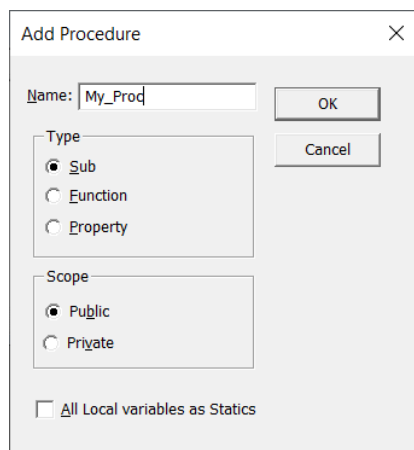 Add Procedure
Name: My_Proc
OK
Cancel
Type
Sub
Function
Property
Scope
Public
Private
All Local variables as Statics